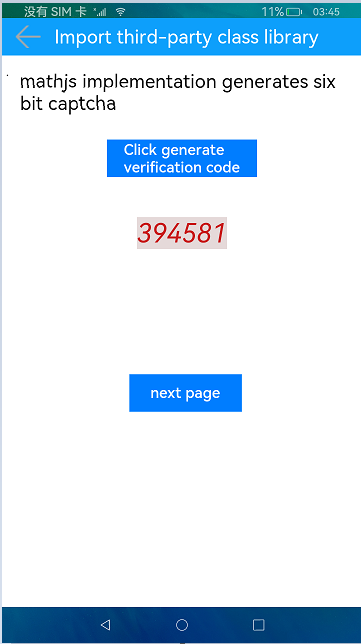 没有 SIM 卡 11% 03:45
Import third-party class library
mathjs implementation generates six
bit captcha
Click generate
verification code
394581
next page